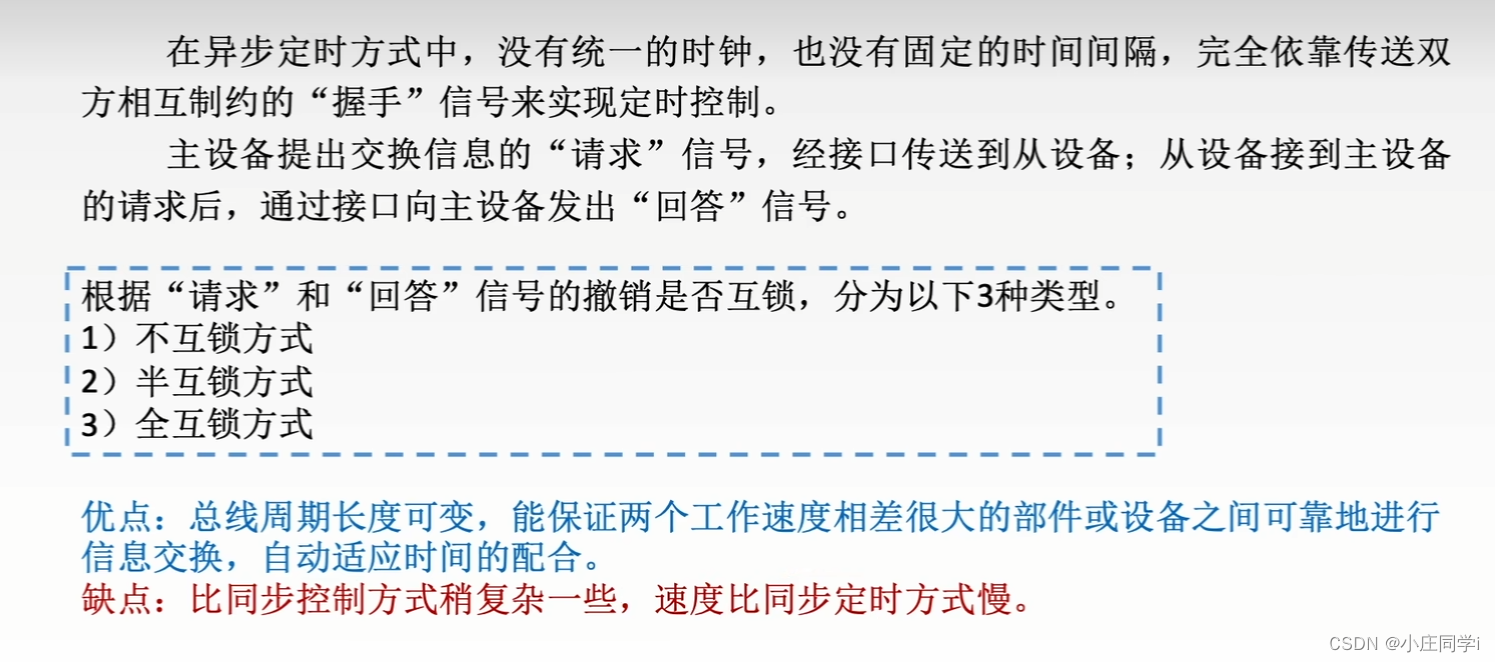 在异步定时方式中，没有统一的时钟，也没有固定的时间间隔，完全依靠传送双
方相互制约的“握手”信号来实现定时控制。
主设备提出交换信息的“请求”信号，经接口传送到从设备；从设备接到主设备
的请求后，通过接口向主设备发出“回答”信号。
根据“请求”和“回答”信号的撤销是否互锁，分为以下3种类型。
1）不互锁方式
2）半互锁方式
3）全互锁方式
优点：总线周期长度可变，能保证两个工作速度相差很大的部件或设备之间可靠地进行
信息交换，自动适应时间的配合。
缺点：比同步控制方式稍复杂一些，速度比同步定时方式慢。
CSDN @小庄同学i